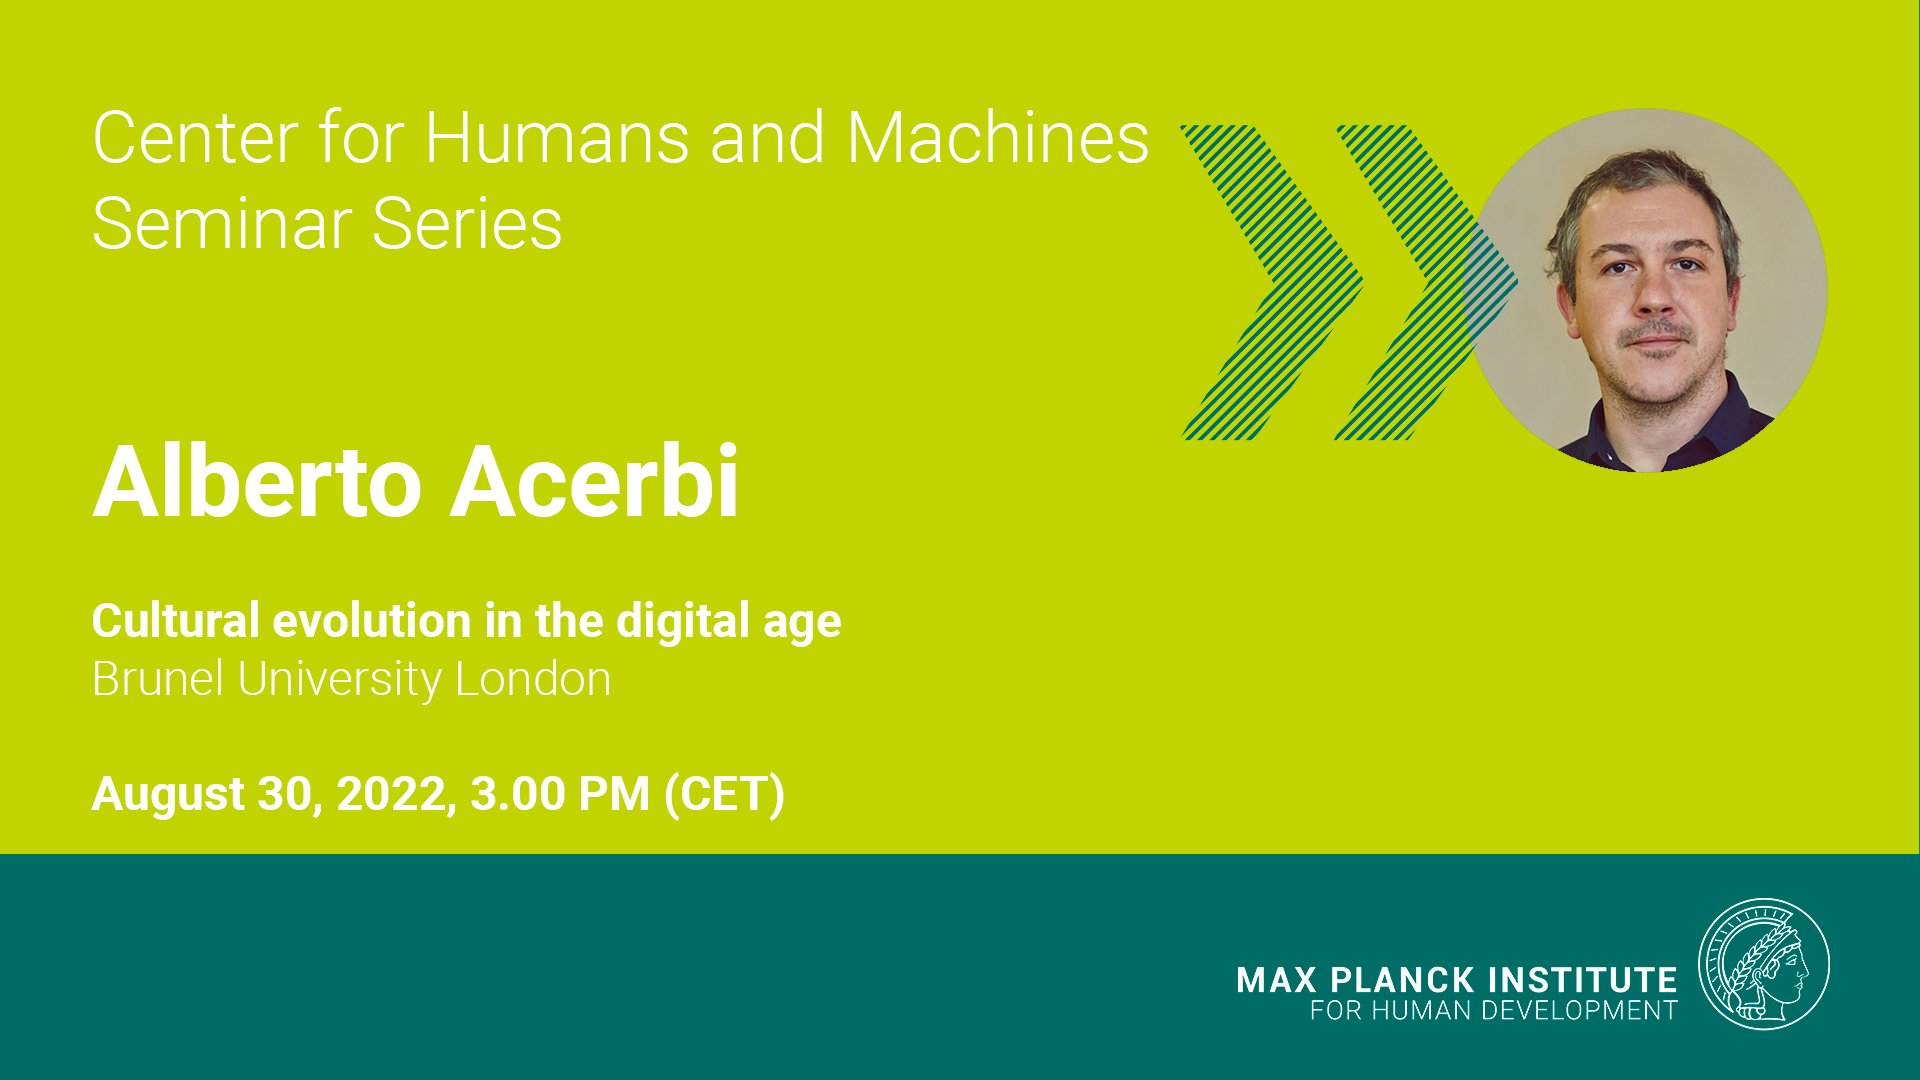 Center for Humans and Machines
Seminar Series
Alberto Acerbi
Cultural evolution in the digital age
Brunel University London
August 30, 2022, 3.00 PM (CET)
MAX PLANCK INSTITUTE
FOR HUMAN DEVELOPMENT